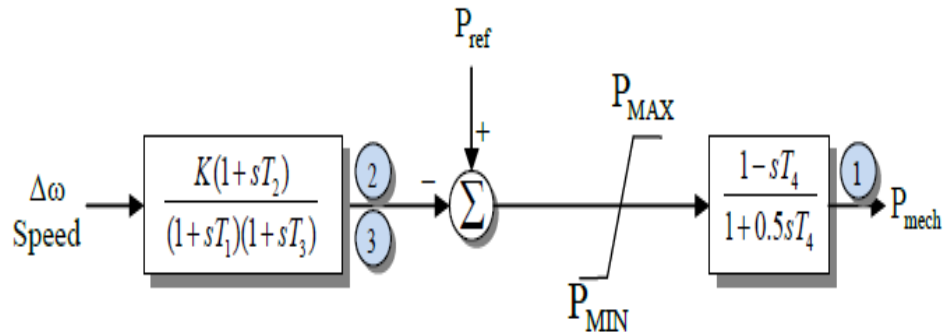 P_ref
+
P_MAX
Δω
Speed
K(1+sT_2)
(1+sT_1)(1+sT_3)
2
3
−
Σ
P_MIN
1−sT_4
1+0.5sT_4
1
P_mech